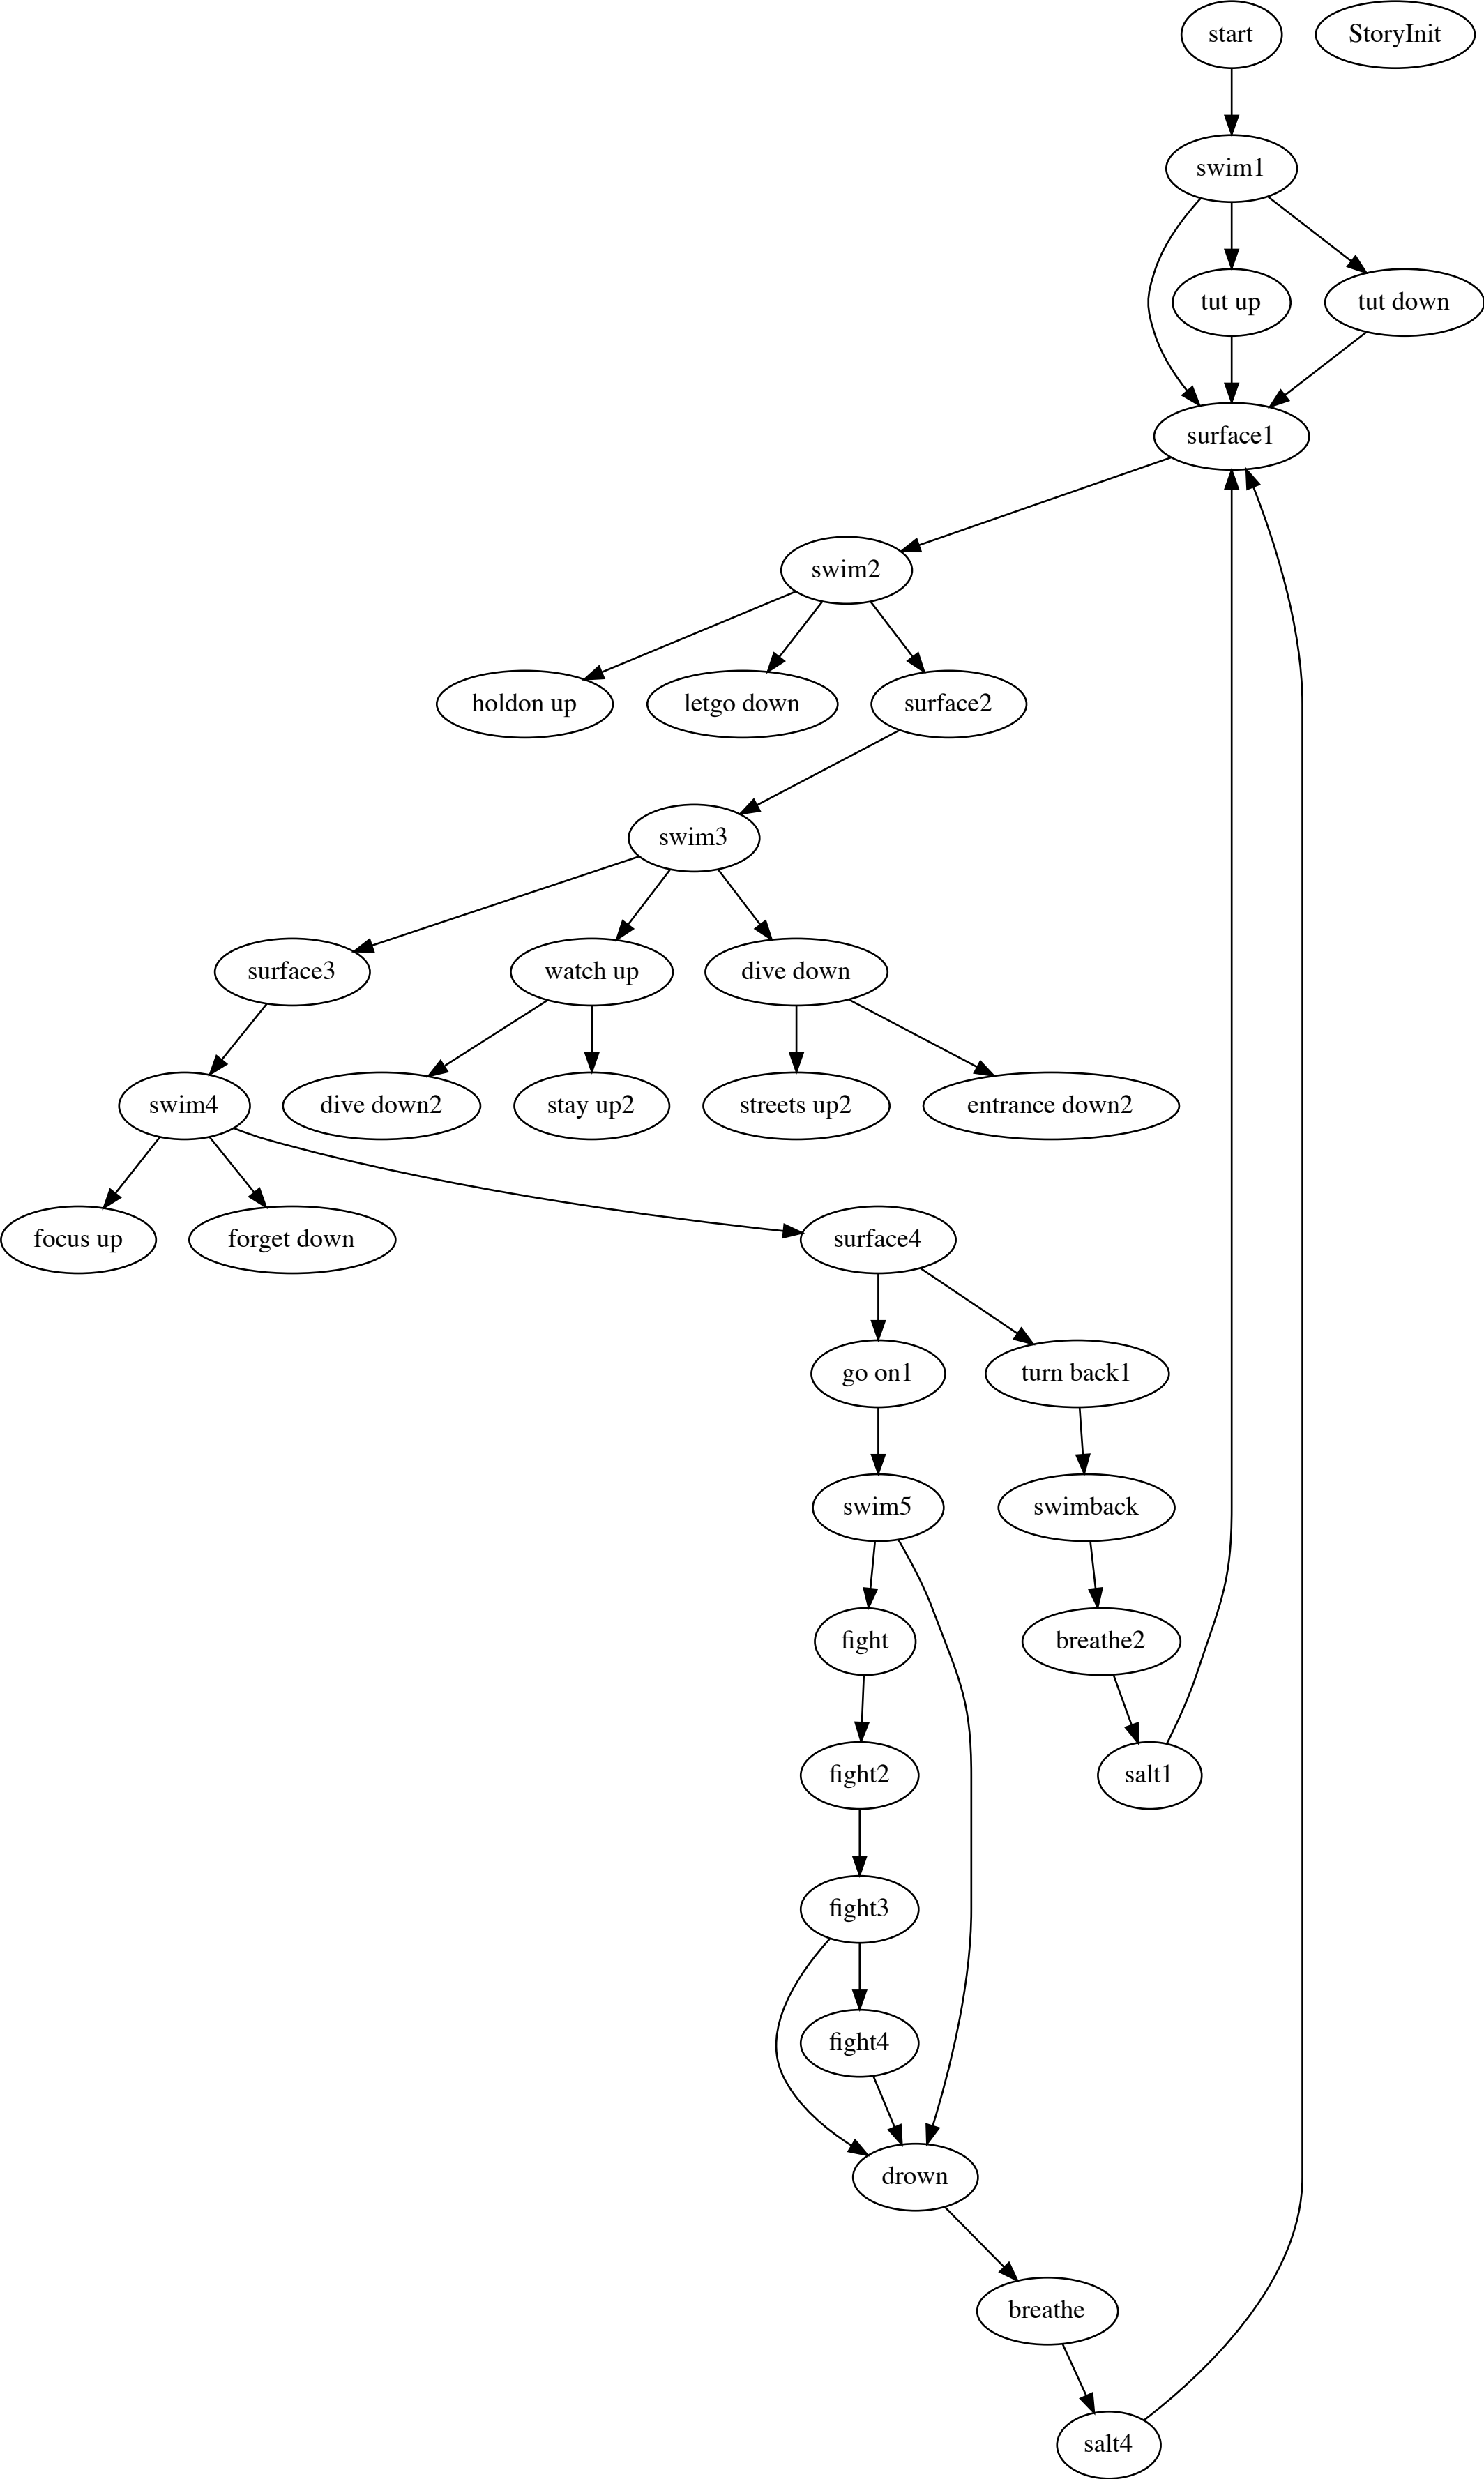 start
StoryInit
swim1
tut up
tut down
surface1
swim2
holdon up
letgo down
surface2
swim3
surface3
watch up
dive down
swim4
dive down2
stay up2
streets up2
entrance down2
focus up
forget down
surface4
go on1
turn back1
swim5
swimback
fight
breathe2
fight2
salt1
fight3
fight4
drown
breathe
salt4